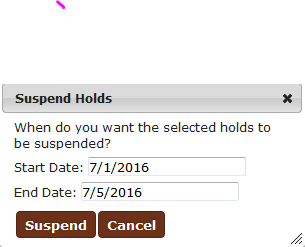 Suspend Holds
When do you want the selected holds to
be suspended?
Start Date: 7/1/2016
End Date: 7/5/2016
Suspend Cancel